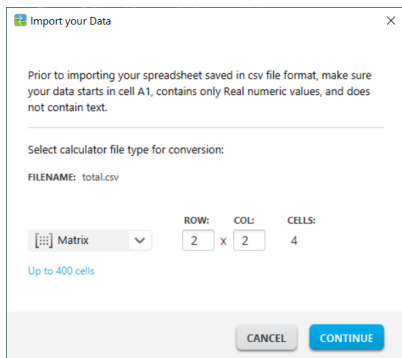 Import your Data
Prior to importing your spreadsheet saved in csv file format, make sure
your data starts in cell A1, contains only Real numeric values, and does
not contain text.
Select calculator file type for conversion:
FILENAME: total.csv
ROW: COL: CELLS:
Matrix 2 x 2 4
Up to 400 cells
CANCEL CONTINUE